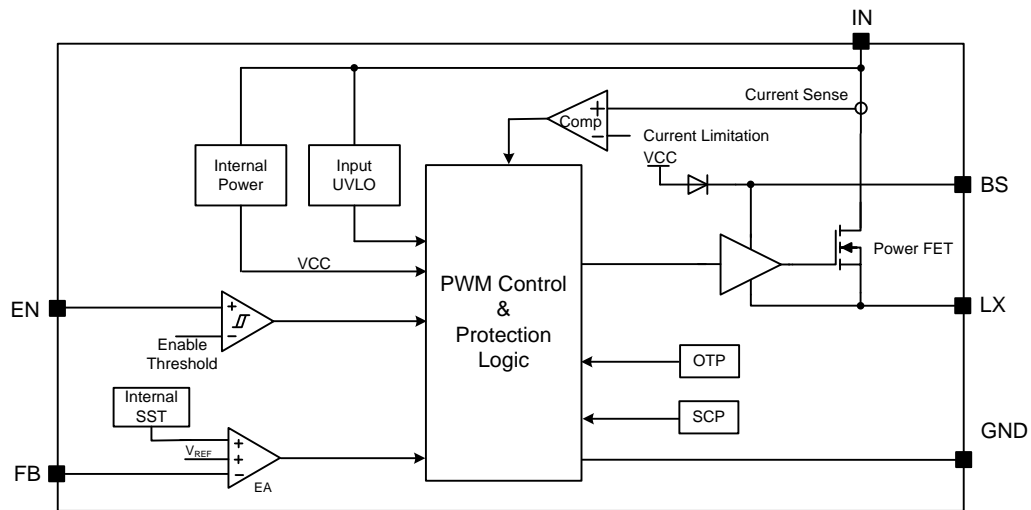 IN
Current Sense
+
Comp
−
Current Limitation
VCC
BS
Internal
Power
Input
UVLO
Power FET
VCC
PWM Control
&
Protection
Logic
EN
+
−
LX
Enable
Threshold
OTP
Internal
SST
SCP
GND
+
VREF
+
−
FB
EA